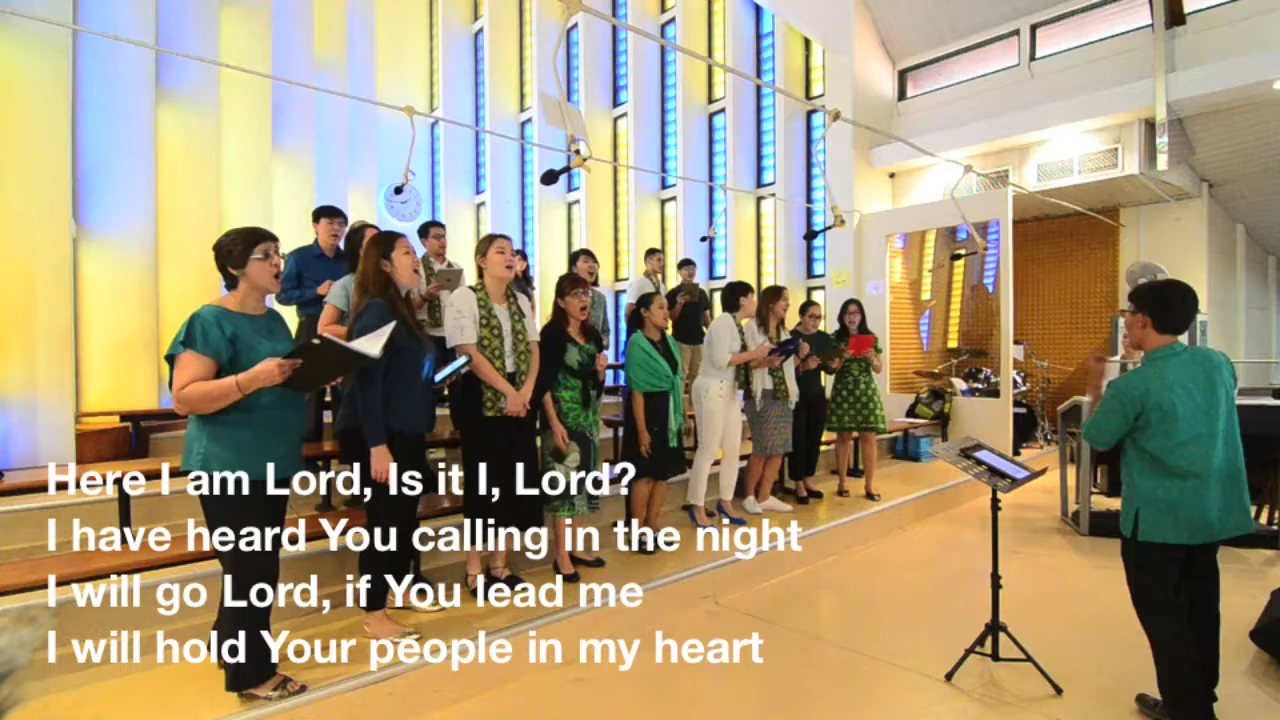 Here I am Lord, Is it I, Lord?
I have heard You calling in the night
I will go Lord, if You lead me
I will hold Your people in my heart